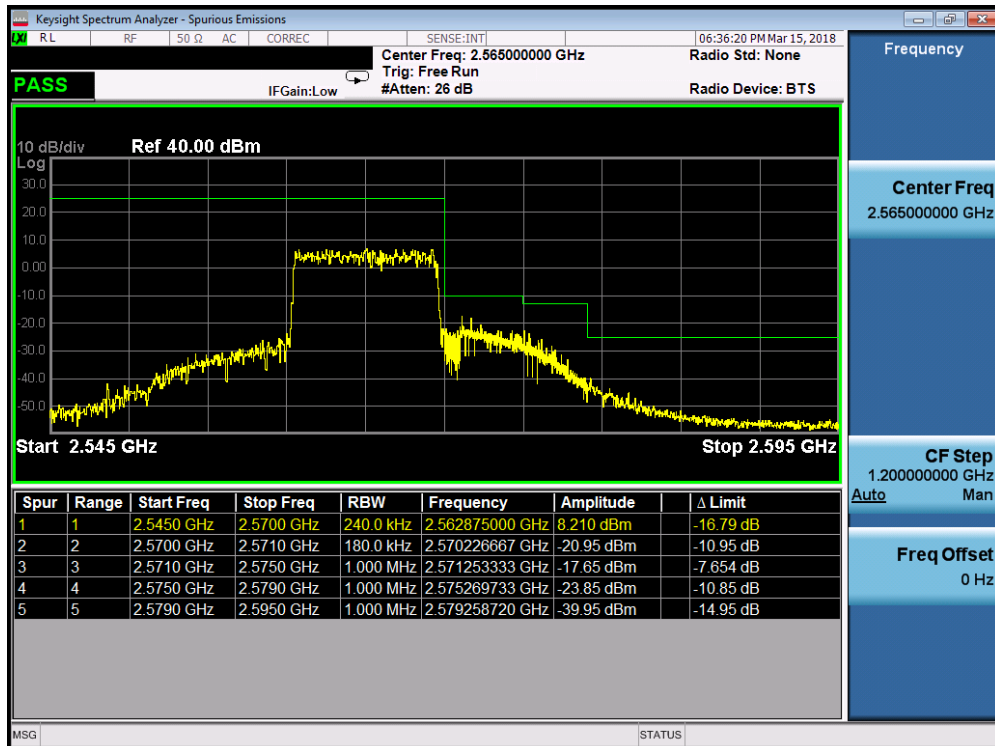 Keysight Spectrum Analyzer - Spurious Emissions
LXI RL RF 50 Ω AC CORREC SENSE:INT 06:36:20 PM Mar 15, 2018
Center Freq: 2.565000000 GHz Radio Std: None
Trig: Free Run
PASS IFGain:Low #Atten: 26 dB Radio Device: BTS
10 dB/div Ref 40.00 dBm
Log
30.0
20.0
10.0
0.00
-10.0
-20.0
-30.0
-40.0
-50.0
Start 2.545 GHz Stop 2.595 GHz
Spur Range Start Freq Stop Freq RBW Frequency Amplitude Δ Limit
1 1 2.5450 GHz 2.5700 GHz 240.0 kHz 2.562875000 GHz 8.210 dBm -16.79 dB
2 2 2.5700 GHz 2.5710 GHz 180.0 kHz 2.570226667 GHz -20.95 dBm -10.95 dB
3 3 2.5710 GHz 2.5750 GHz 1.000 MHz 2.571253333 GHz -17.65 dBm -7.654 dB
4 4 2.5750 GHz 2.5790 GHz 1.000 MHz 2.575269733 GHz -23.85 dBm -10.85 dB
5 5 2.5790 GHz 2.5950 GHz 1.000 MHz 2.579258720 GHz -39.95 dBm -14.95 dB
Frequency
Center Freq
2.565000000 GHz
CF Step
1.200000000 GHz
Auto Man
Freq Offset
0 Hz
MSG STATUS